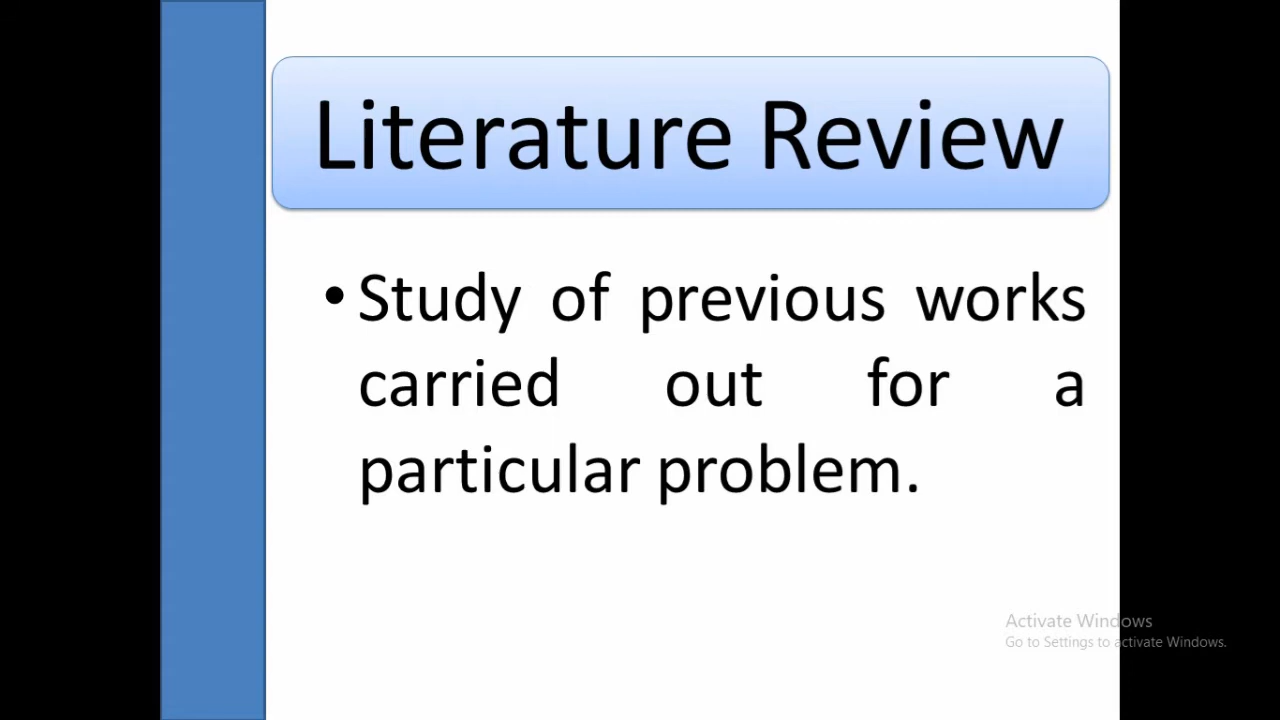 Literature Review
• Study of previous works
carried out for a
particular problem.
Activate Windows
Go to Settings to activate Windows.